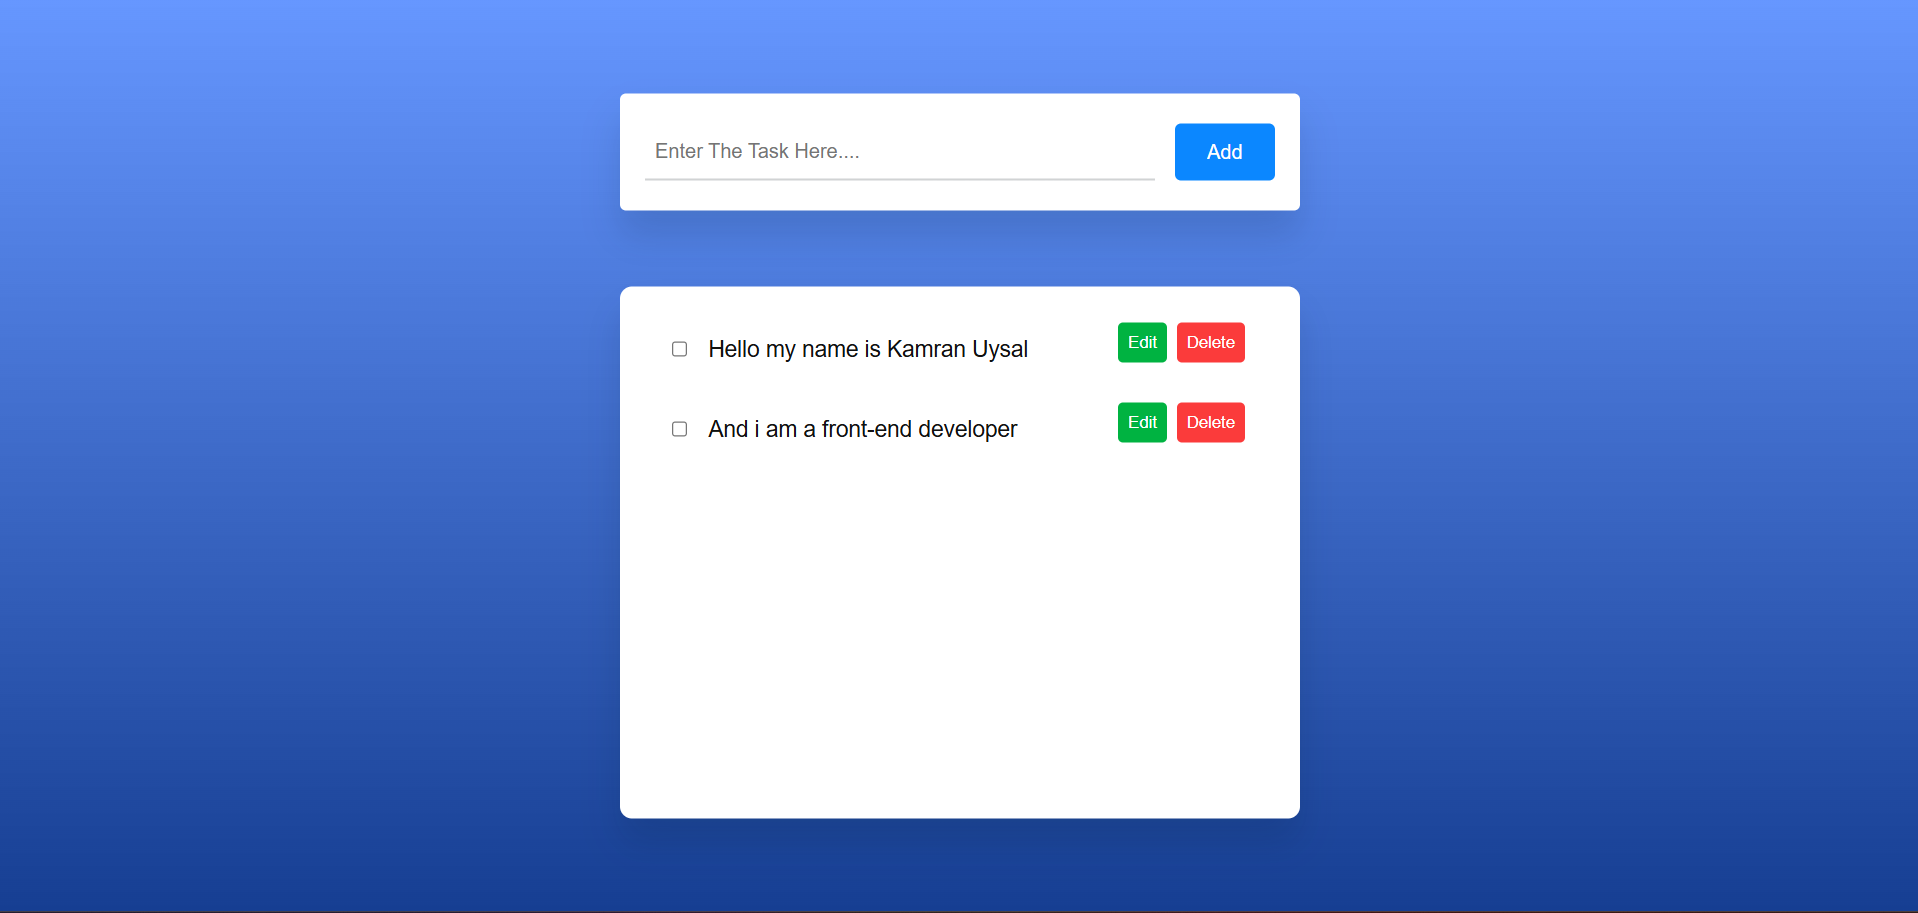 Enter The Task Here....
Add
Hello my name is Kamran Uysal
Edit
Delete
And i am a front-end developer
Edit
Delete